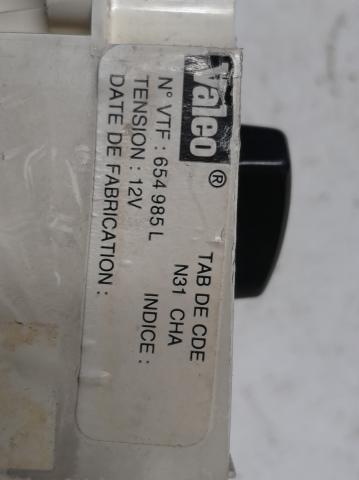 Valeo ®
TAB DE CDE
N31 CHA
N° VTF : 654 985 L
INDICE :
TENSION : 12V
DATE DE FABRICATION :